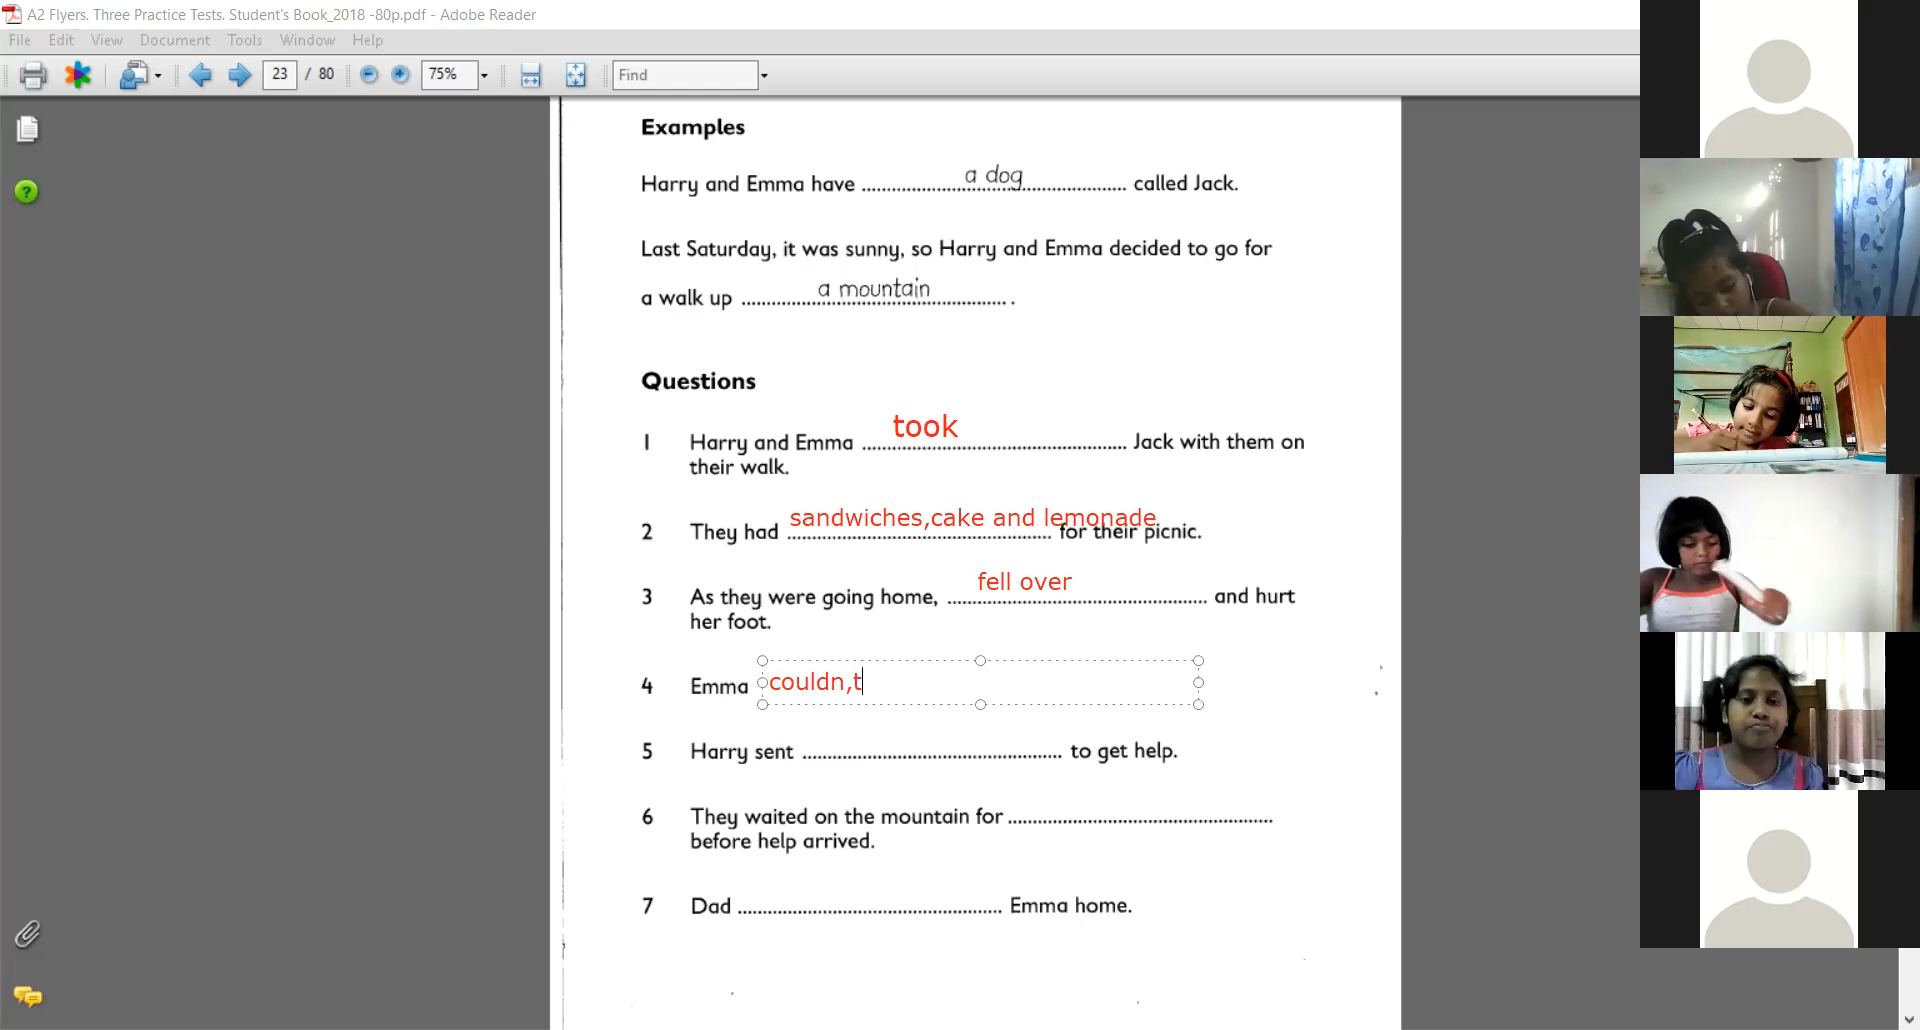 A2 Flyers. Three Practice Tests. Student's Book_2018 -80p.pdf - Adobe Reader
File Edit View Document Tools Window Help
23 / 80 75% Find
Examples
Harry and Emma have a dog called Jack.
Last Saturday, it was sunny, so Harry and Emma decided to go for
a walk up a mountain .
Questions
1 Harry and Emma took Jack with them on
their walk.
2 They had sandwiches,cake and lemonade for their picnic.
3 As they were going home, fell over and hurt
her foot.
4 Emma couldn,t
5 Harry sent ........................ to get help.
6 They waited on the mountain for ........................
before help arrived.
7 Dad ........................ Emma home.